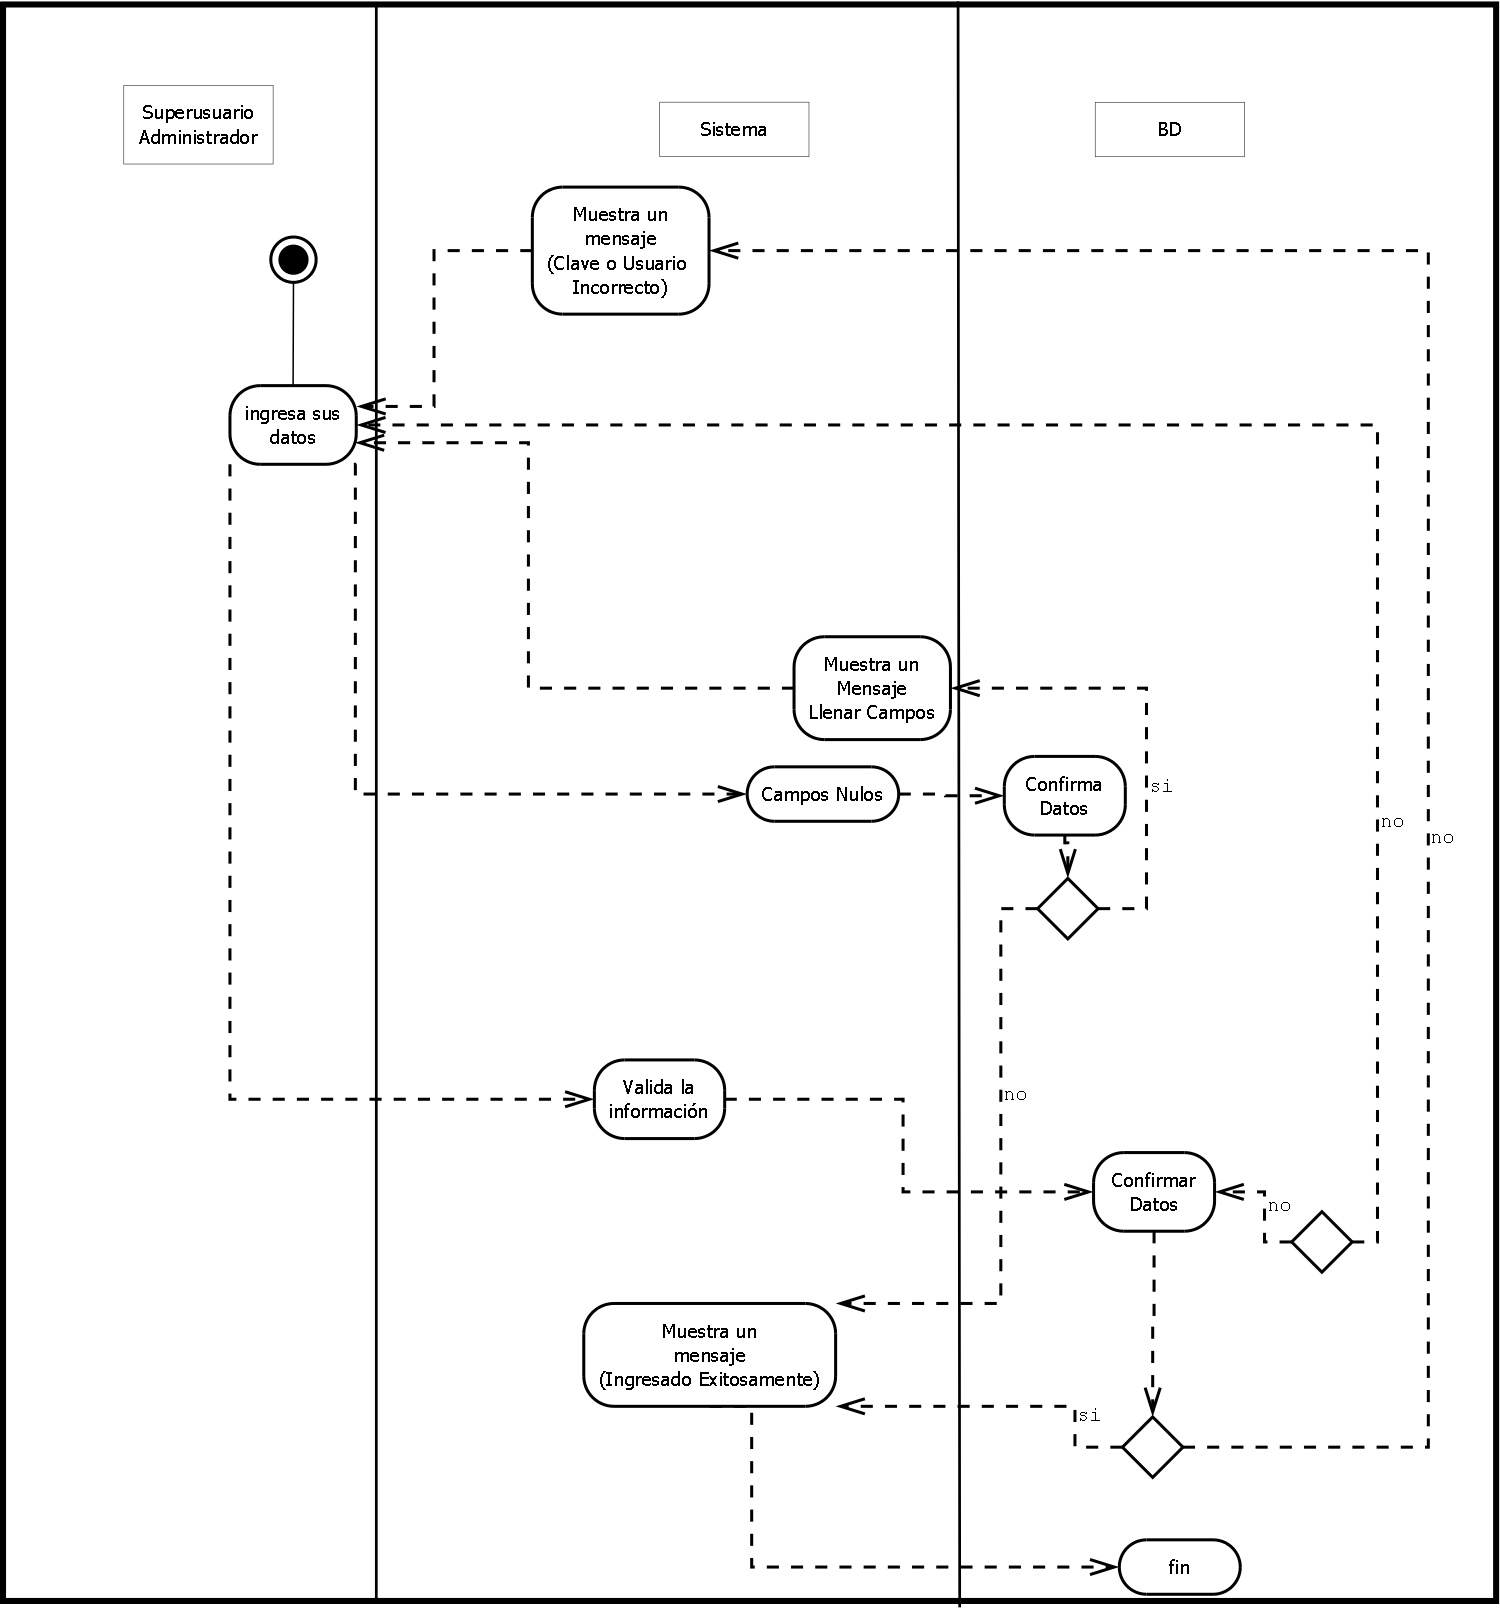 Superusuario
Administrador
Sistema
BD
Muestra un
mensaje
(Clave o Usuario
Incorrecto)
ingresa sus
datos
Muestra un
Mensaje
Llenar Campos
Campos Nulos
Confirma
Datos
si
no
no
Valida la
información
no
Confirmar
Datos
no
Muestra un
mensaje
(Ingresado Exitosamente)
si
fin